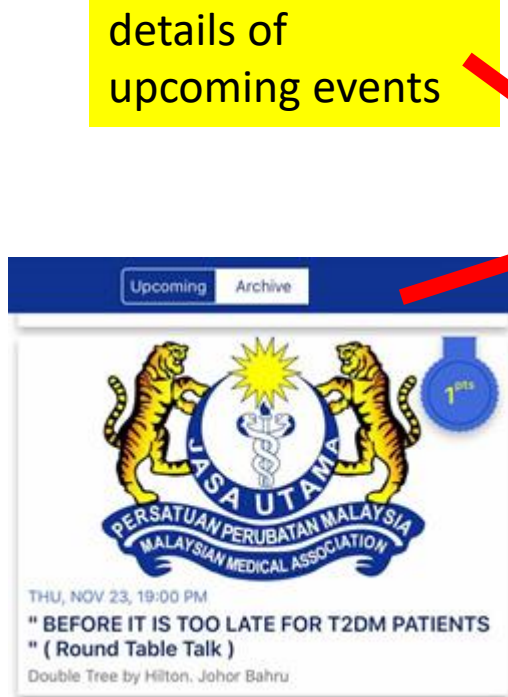 details of
upcoming events
Upcoming Archive
1pts
JASA UTAMA
PERSATUAN PERUBATAN MALAYSIA
MALAYSIAN MEDICAL ASSOCIATION
THU, NOV 23, 19:00 PM
" BEFORE IT IS TOO LATE FOR T2DM PATIENTS
" ( Round Table Talk )
Double Tree by Hilton. Johor Bahru